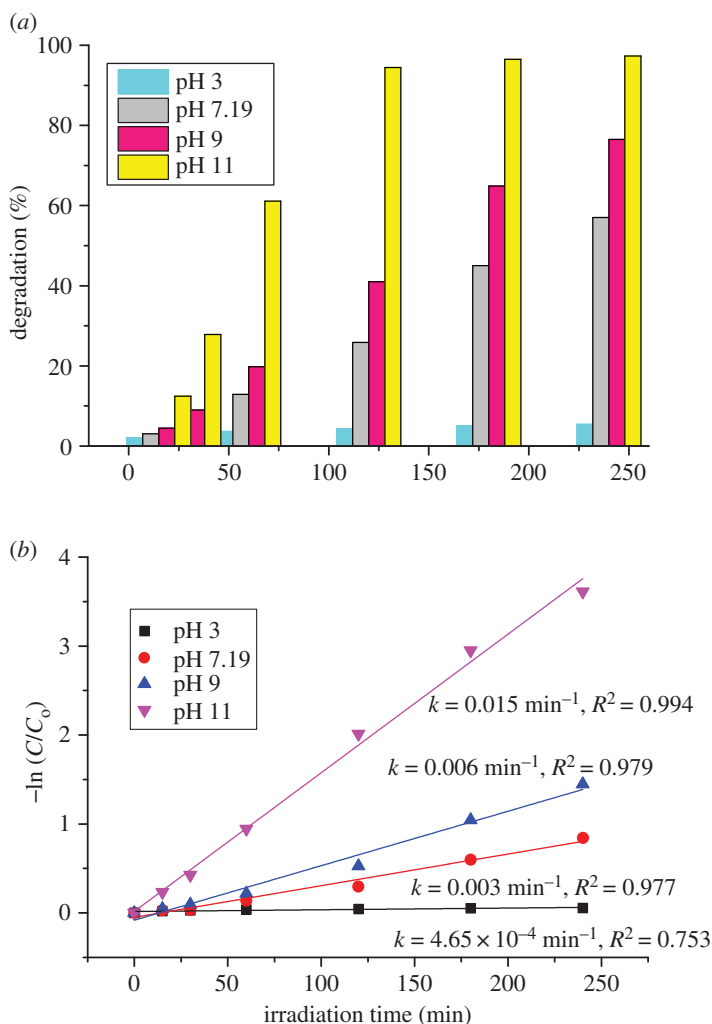 (a)
100
80
60
40
20
0
degradation (%)
pH 3
pH 7.19
pH 9
pH 11
0 50 100 150 200 250
(b)
4
3
2
1
0
–ln (C/Co)
pH 3
pH 7.19
pH 9
pH 11
k = 0.015 min–1, R2 = 0.994
k = 0.006 min–1, R2 = 0.979
k = 0.003 min–1, R2 = 0.977
k = 4.65 × 10–4 min–1, R2 = 0.753
0 50 100 150 200 250
irradiation time (min)